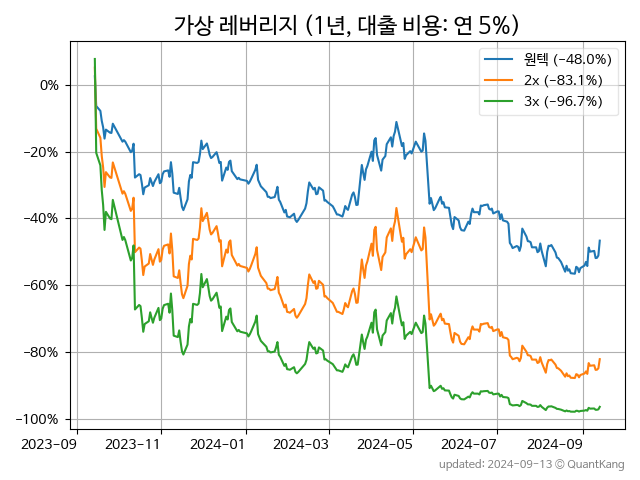 가상 레버리지 (1년, 대출 비용: 연 5%)
원텍 (-48.0%)
2x (-83.1%)
3x (-96.7%)
0%
−20%
−40%
−60%
−80%
−100%
2023-09 2023-11 2024-01 2024-03 2024-05 2024-07 2024-09
updated: 2024-09-13 © QuantKang